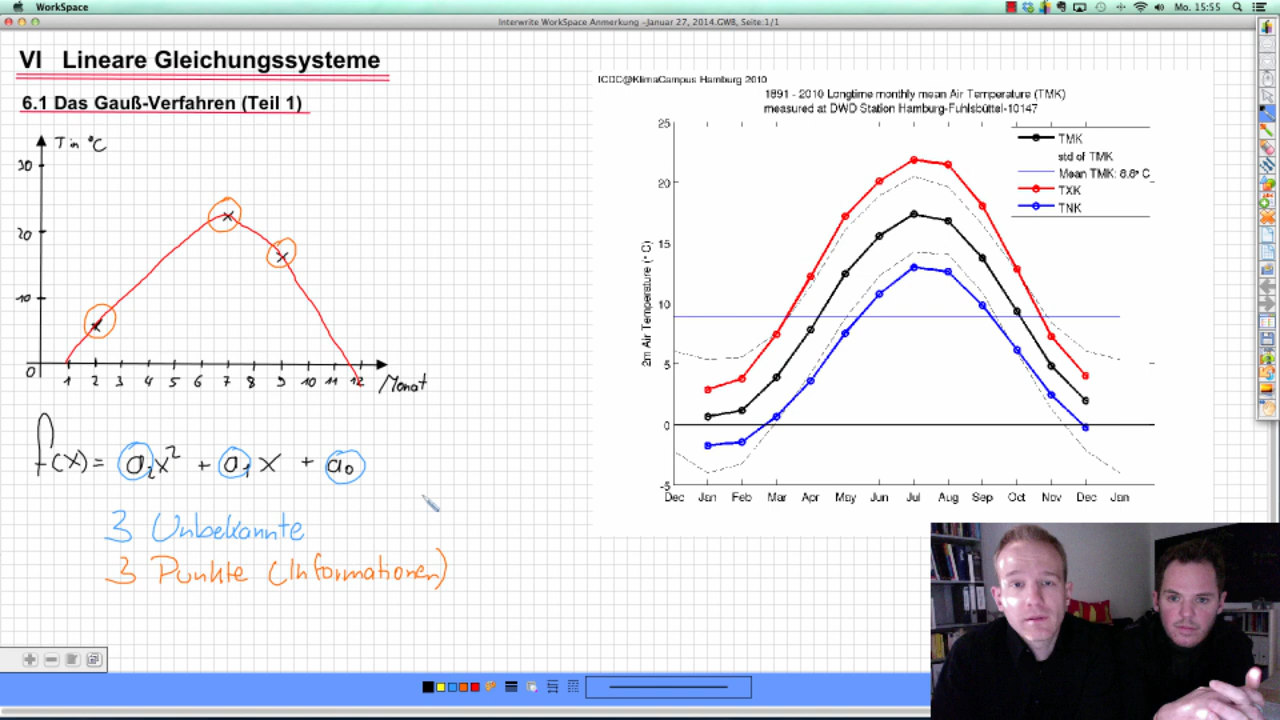 WorkSpace
Mo. 15:55
Interwrite WorkSpace Anmerkung -Januar 27, 2014.GWB, Seite:1/1
VI Lineare Gleichungssysteme
6.1 Das Gauß-Verfahren (Teil 1)
T in °C
30
20
10
0
1 2 3 4 5 6 7 8 9 10 11 12
Monat
f(x) = a₂x² + a₁x + a₀
3 Unbekannte
3 Punkte (Informationen)
ICDC@KlimaCampus Hamburg 2010
1891 - 2010 Longtime monthly mean Air Temperature (TMK)
measured at DWD Station Hamburg-Fuhlsbüttel-10147
TMK
std of TMK
Mean TMK: 8.8° C
TXK
TNK
2m Air Temperature (° C)
25
20
15
10
5
0
-5
Dec Jan Feb Mar Apr May Jun Jul Aug Sep Oct Nov Dec Jan